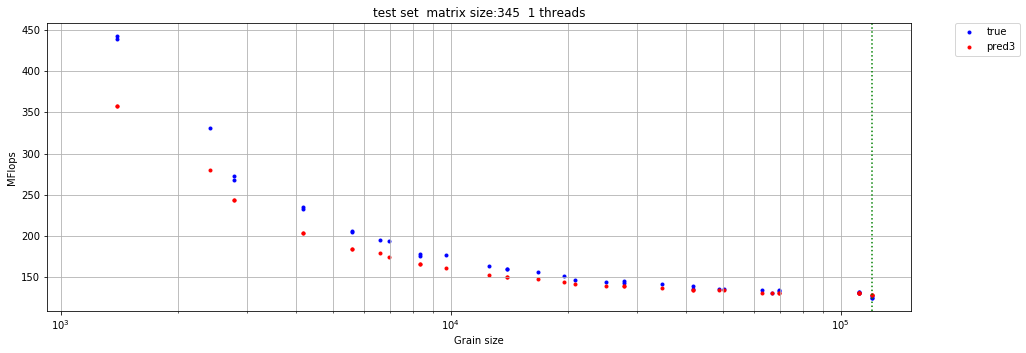 test set  matrix size:345  1 threads
450
400
350
300
250
200
150
MFlops
10³
10⁴
10⁵
Grain size
true
pred3